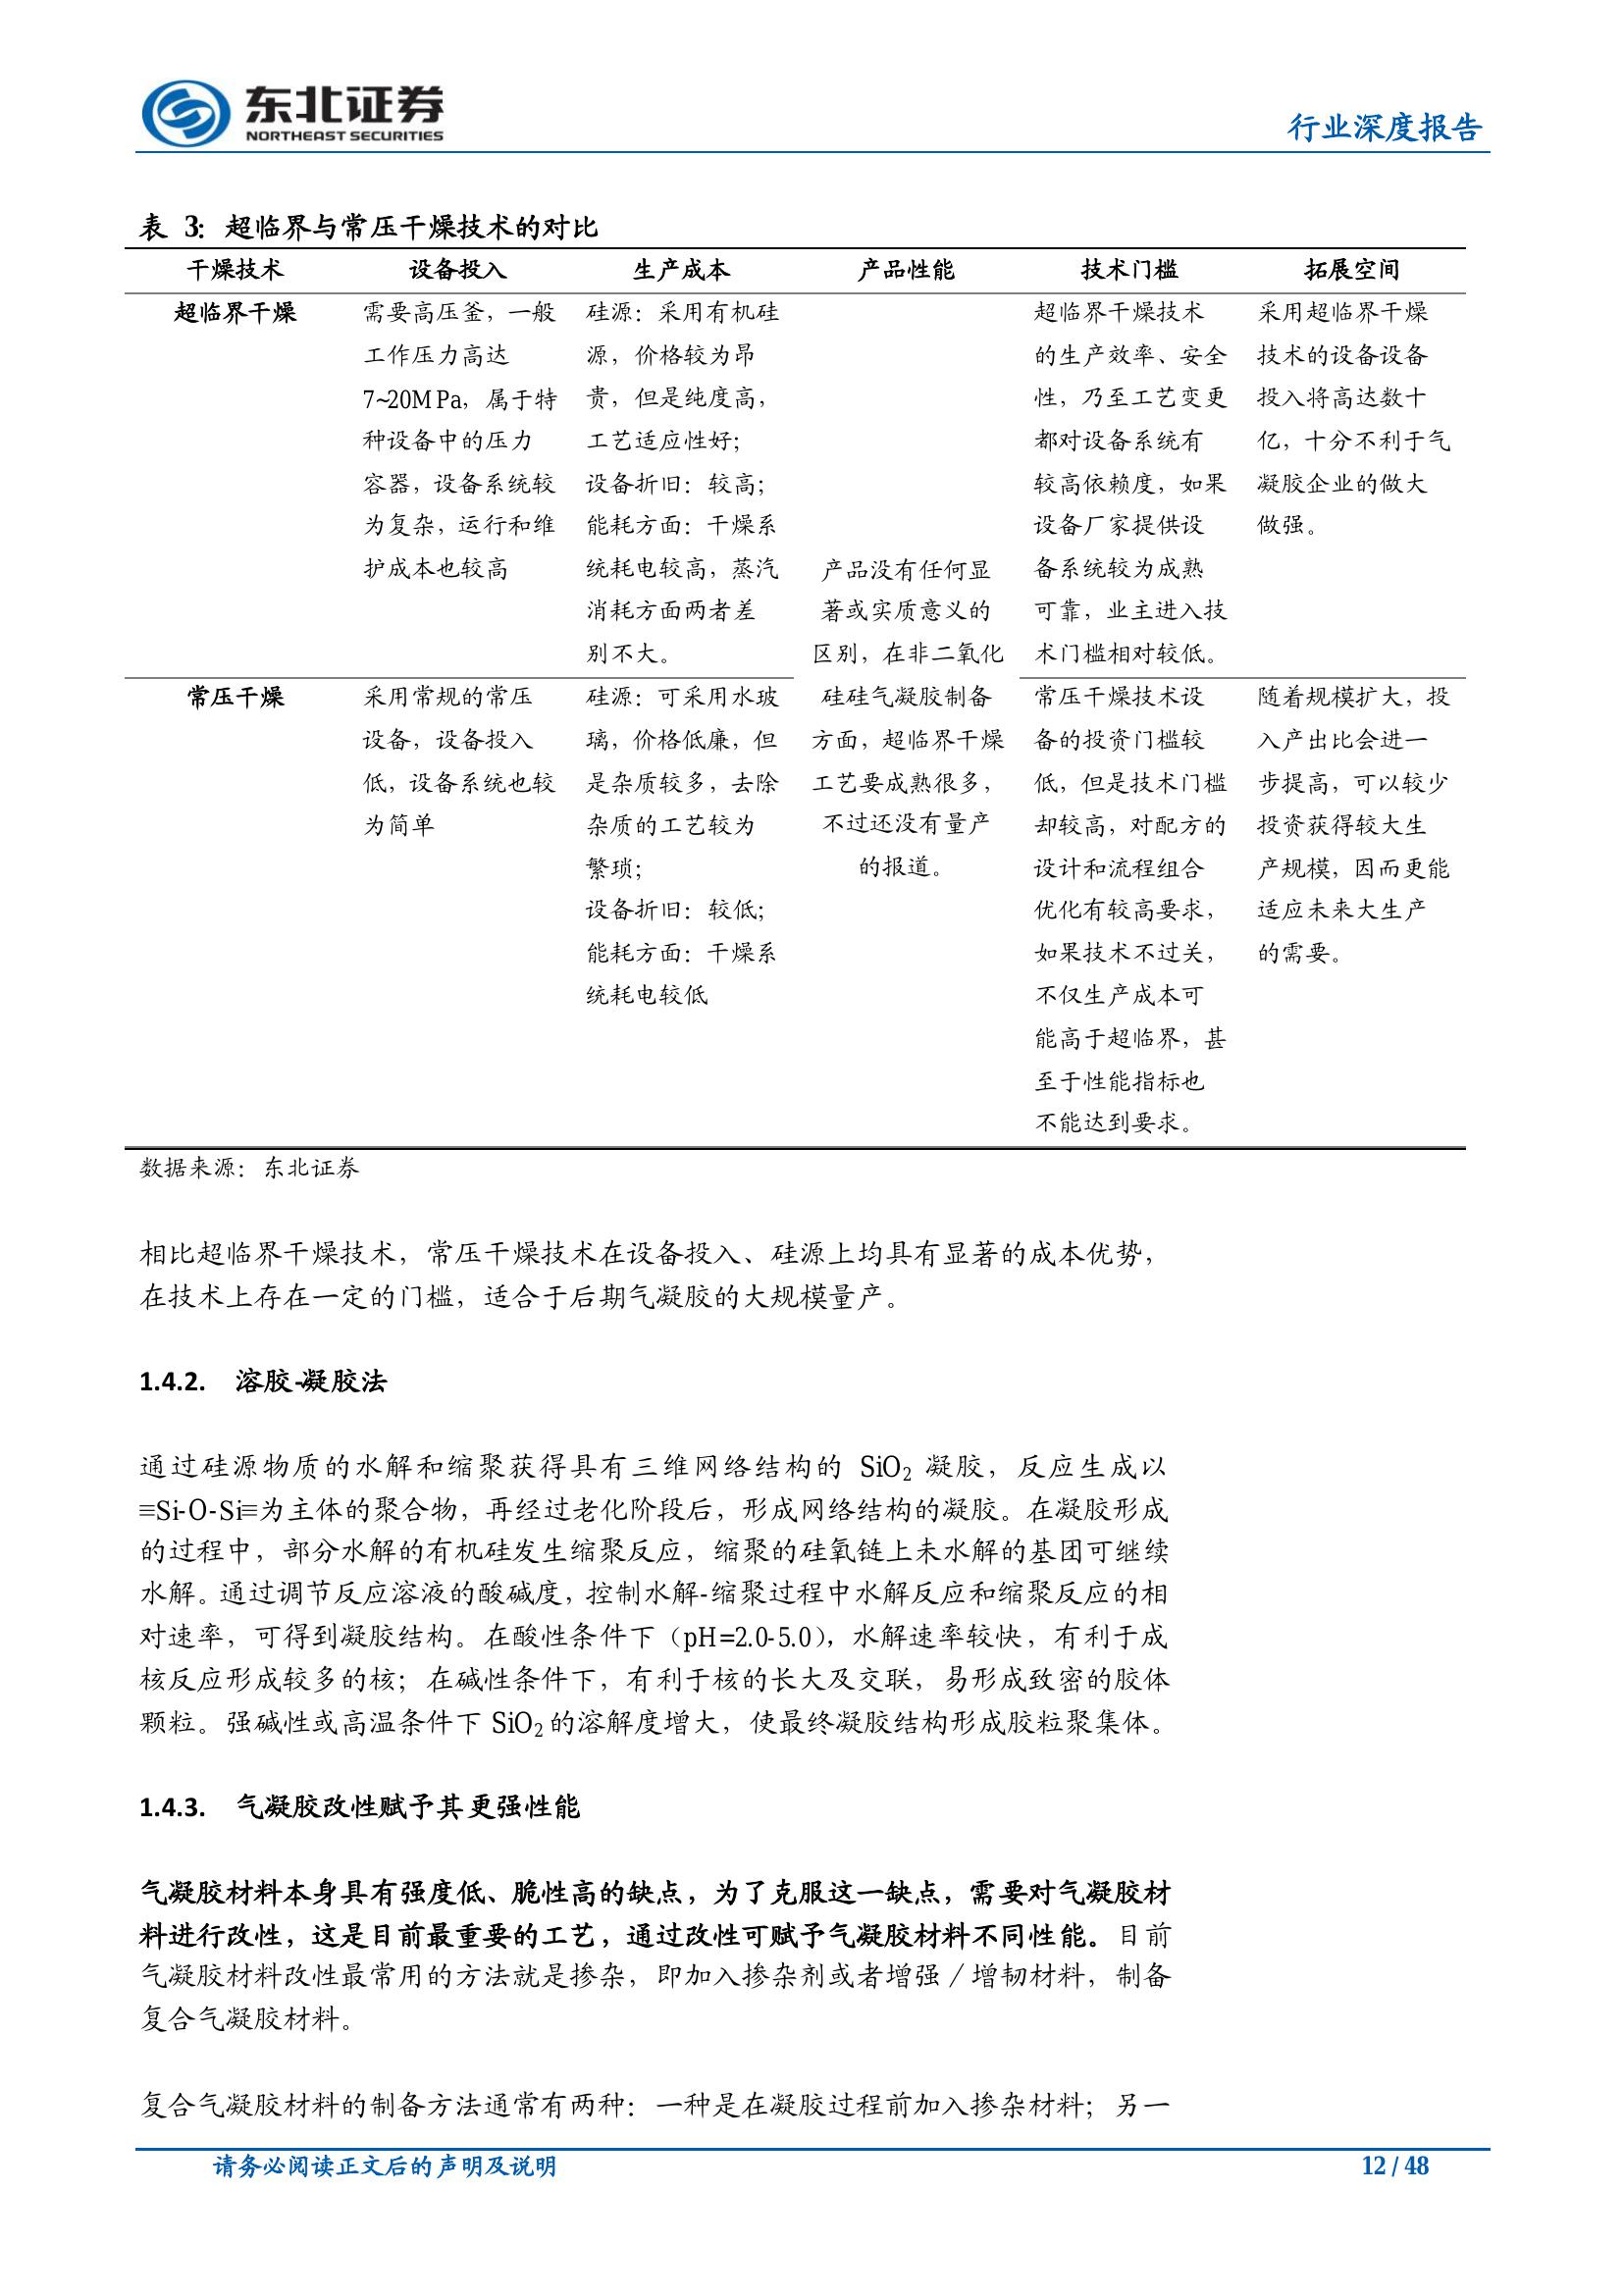 东北证券
NORTHEAST SECURITIES
行业深度报告
表 3：超临界与常压干燥技术的对比
干燥技术 设备投入 生产成本 产品性能 技术门槛 拓展空间
超临界干燥
需要高压釜，一般
工作压力高达
7~20MPa，属于特
种设备中的压力
容器，设备系统较
为复杂，运行和维
护成本也较高
硅源：采用有机硅
源，价格较为昂
贵，但是纯度高，
工艺适应性好；
设备折旧：较高；
能耗方面：干燥系
统耗电较高，蒸汽
消耗方面两者差
别不大。
产品没有任何显
著或实质意义的
区别，在非二氧化
硅硅气凝胶制备
方面，超临界干燥
工艺要成熟很多，
不过还没有量产
的报道。
超临界干燥技术
的生产效率、安全
性，乃至工艺变更
都对设备系统有
较高依赖度，如果
设备厂家提供设
备系统较为成熟
可靠，业主进入技
术门槛相对较低。
采用超临界干燥
技术的设备设备
投入将高达数十
亿，十分不利于气
凝胶企业的做大
做强。
常压干燥
采用常规的常压
设备，设备投入
低，设备系统也较
为简单
硅源：可采用水玻
璃，价格低廉，但
是杂质较多，去除
杂质的工艺较为
繁琐；
设备折旧：较低；
能耗方面：干燥系
统耗电较低
常压干燥技术设
备的投资门槛较
低，但是技术门槛
却较高，对配方的
设计和流程组合
优化有较高要求，
如果技术不过关，
不仅生产成本可
能高于超临界，甚
至于性能指标也
不能达到要求。
随着规模扩大，投
入产出比会进一
步提高，可以较少
投资获得较大生
产规模，因而更能
适应未来大生产
的需要。
数据来源：东北证券
相比超临界干燥技术，常压干燥技术在设备投入、硅源上均具有显著的成本优势，
在技术上存在一定的门槛，适合于后期气凝胶的大规模量产。
1.4.2. 溶胶-凝胶法
通过硅源物质的水解和缩聚获得具有三维网络结构的 SiO₂ 凝胶，反应生成以
≡Si-O-Si≡为主体的聚合物，再经过老化阶段后，形成网络结构的凝胶。在凝胶形成
的过程中，部分水解的有机硅发生缩聚反应，缩聚的硅氧链上未水解的基团可继续
水解。通过调节反应溶液的酸碱度，控制水解-缩聚过程中水解反应和缩聚反应的相
对速率，可得到凝胶结构。在酸性条件下（pH=2.0-5.0），水解速率较快，有利于成
核反应形成较多的核；在碱性条件下，有利于核的长大及交联，易形成致密的胶体
颗粒。强碱性或高温条件下 SiO₂ 的溶解度增大，使最终凝胶结构形成胶粒聚集体。
1.4.3. 气凝胶改性赋予其更强性能
气凝胶材料本身具有强度低、脆性高的缺点，为了克服这一缺点，需要对气凝胶材
料进行改性，这是目前最重要的工艺，通过改性可赋予气凝胶材料不同性能。目前
气凝胶材料改性最常用的方法就是掺杂，即加入掺杂剂或者增强／增韧材料，制备
复合气凝胶材料。
复合气凝胶材料的制备方法通常有两种：一种是在凝胶过程前加入掺杂材料；另一
请务必阅读正文后的声明及说明
12 / 48